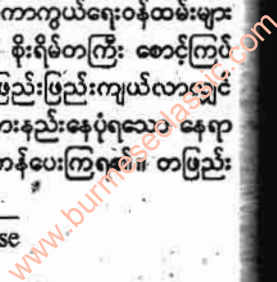 ကာကွယ်ရေးဝန်ထမ်းများ
စိုးရိမ်တကြီး စောင့်ကြပ်
ဖြည်းဖြည်းကျယ်လာလျှင်
နည်းနေပုံရသော နေရာ
ပေးကြရ၏။ တဖြည်း
se
www.burmeseclassic.com